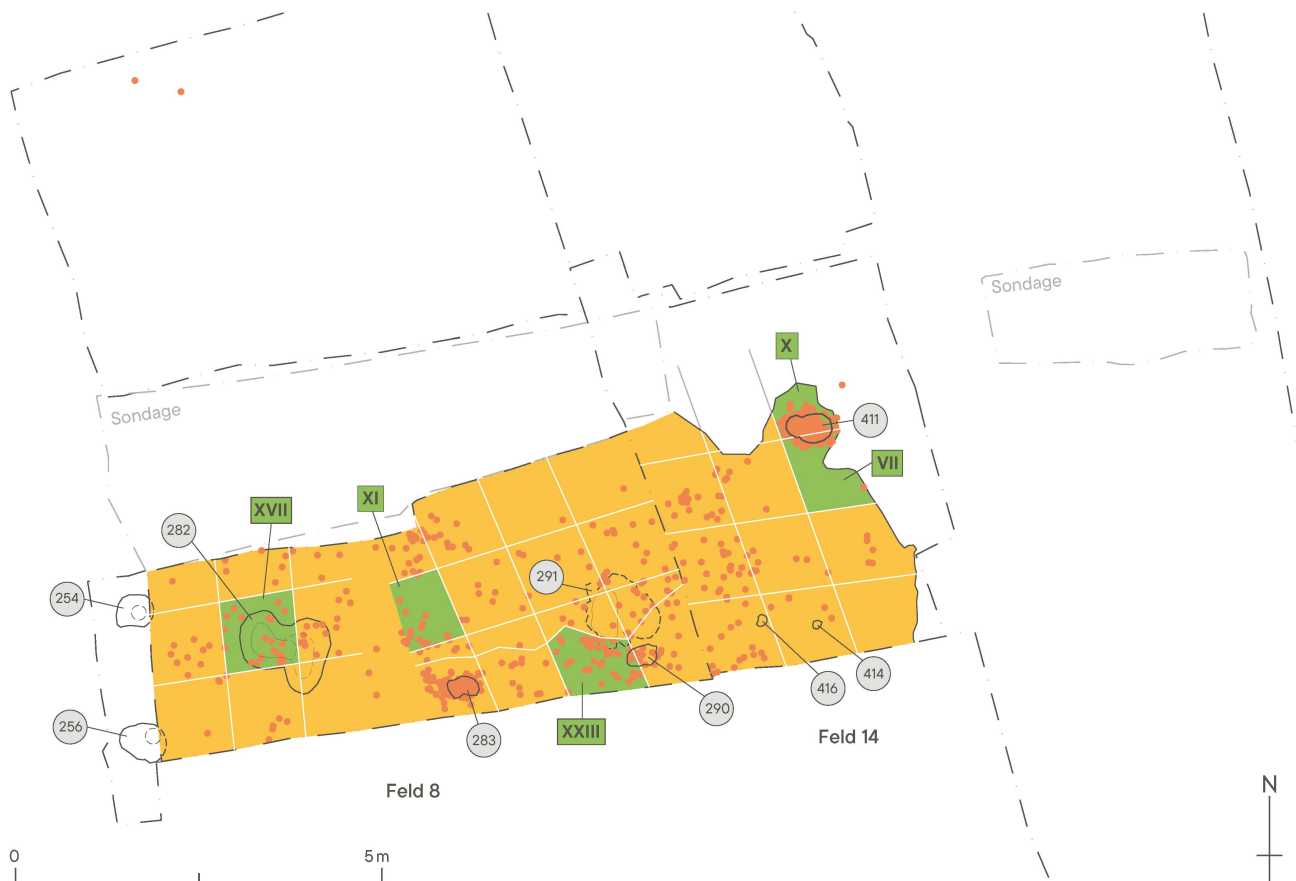 Sondage
X
Sondage
411
VII
XI
XVII
282
291
254
256
XXIII
290
283
416
414
Feld 14
Feld 8
N
0
5 m